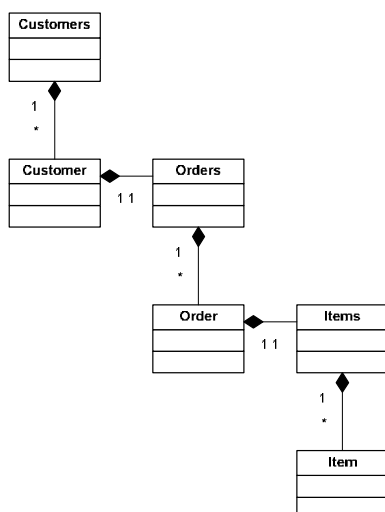 Customers
1
*
Customer
Orders
1 1
1
*
Order
Items
1 1
1
*
Item